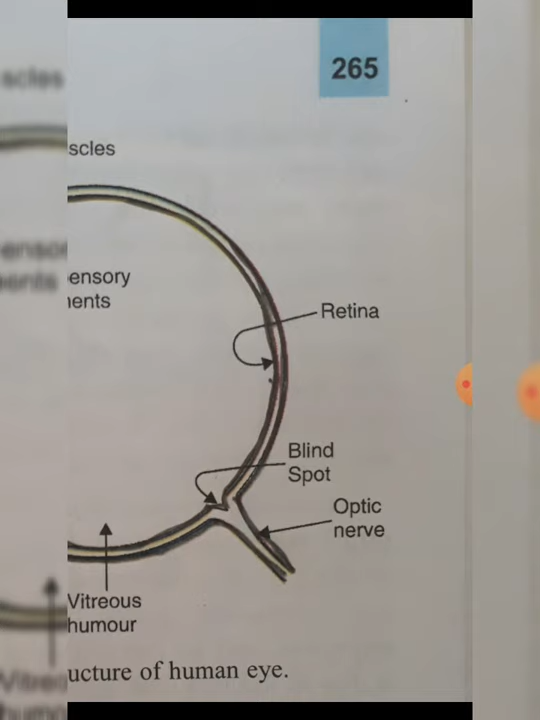 265
scles
ensory
ents
Retina
Blind
Spot
Optic
nerve
Vitreous
humour
ucture of human eye.